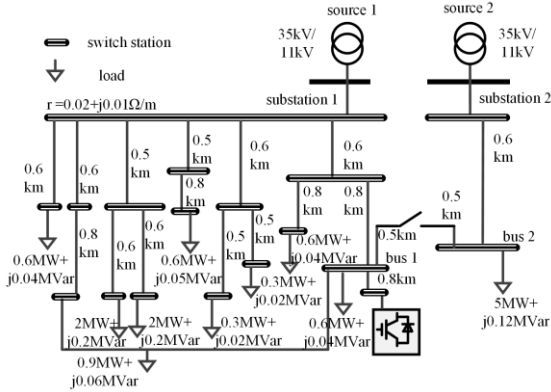 source 1
source 2
35kV/
11kV
35kV/
11kV
switch station
load
substation 1
substation 2
r =0.02+j0.01Ω/m
0.6
km
0.6
km
0.5
km
0.5
km
0.8
km
0.6
km
0.6
km
0.6
km
0.8
km
0.8
km
0.5
km
0.8
km
0.6
km
0.6
km
0.5
km
0.5
km
0.5km
bus 1
bus 2
0.8km
0.6MW+
j0.04MVar
0.6MW+
j0.05MVar
0.6MW+
j0.04MVar
0.3MW+
j0.02MVar
2MW+
j0.2MVar
2MW+
j0.2MVar
0.3MW+
j0.02MVar
0.6MW+
j0.04MVar
5MW+
j0.12MVar
0.9MW+
j0.06MVar